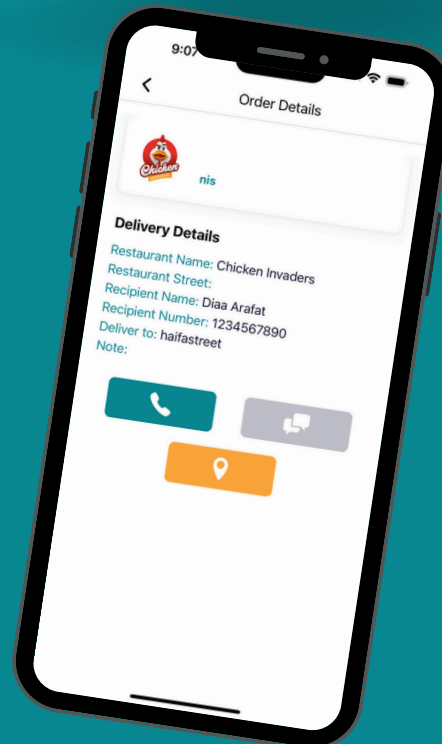 9:07
Order Details
Chicken
nis
Delivery Details
Restaurant Name: Chicken Invaders
Restaurant Street:
Recipient Name: Diaa Arafat
Recipient Number: 1234567890
Deliver to: haifastreet
Note: